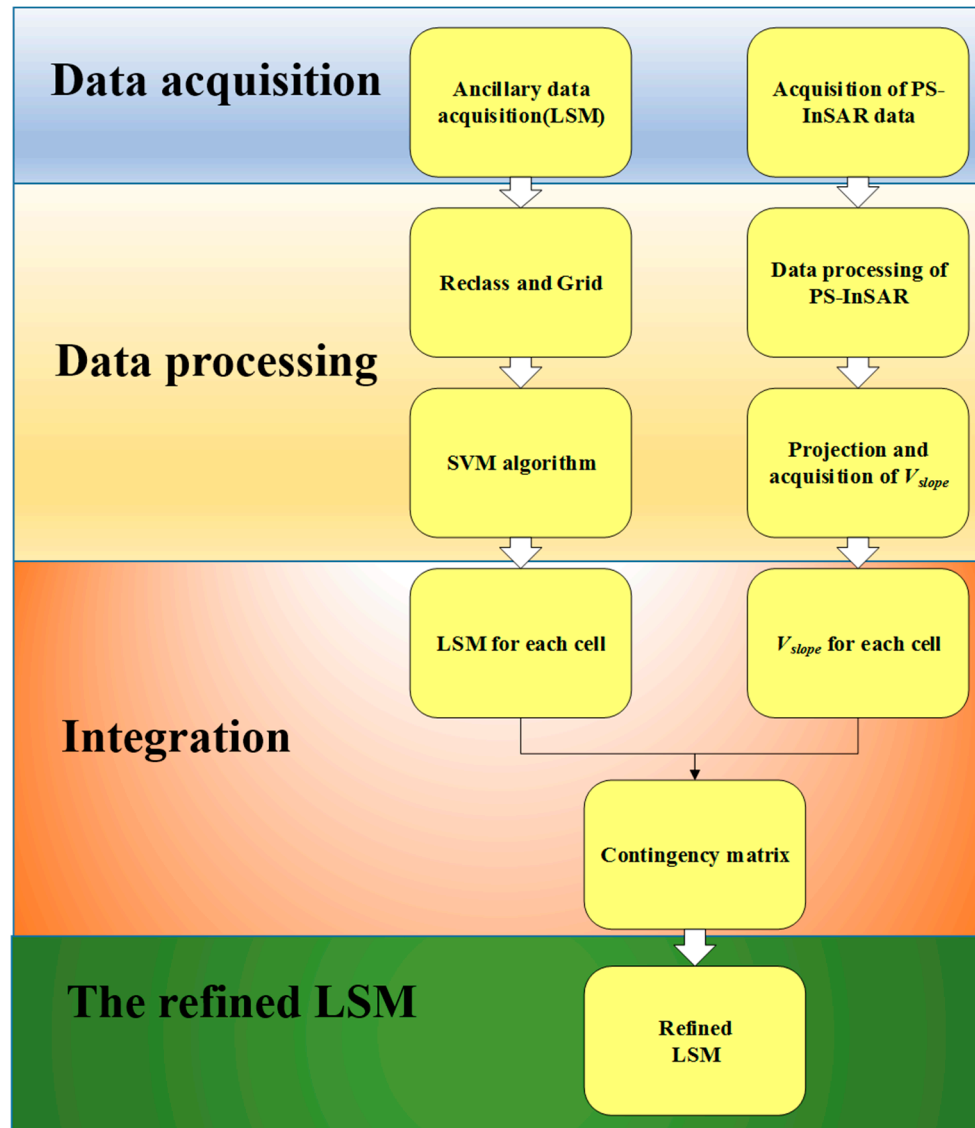 Data acquisition
Ancillary data
acquisition(LSM)
Acquisition of PS-
InSAR data
Data processing
Reclass and Grid
Data processing of
PS-InSAR
SVM algorithm
Projection and
acquisition of Vslope
Integration
LSM for each cell
Vslope for each cell
Contingency matrix
The refined LSM
Refined
LSM